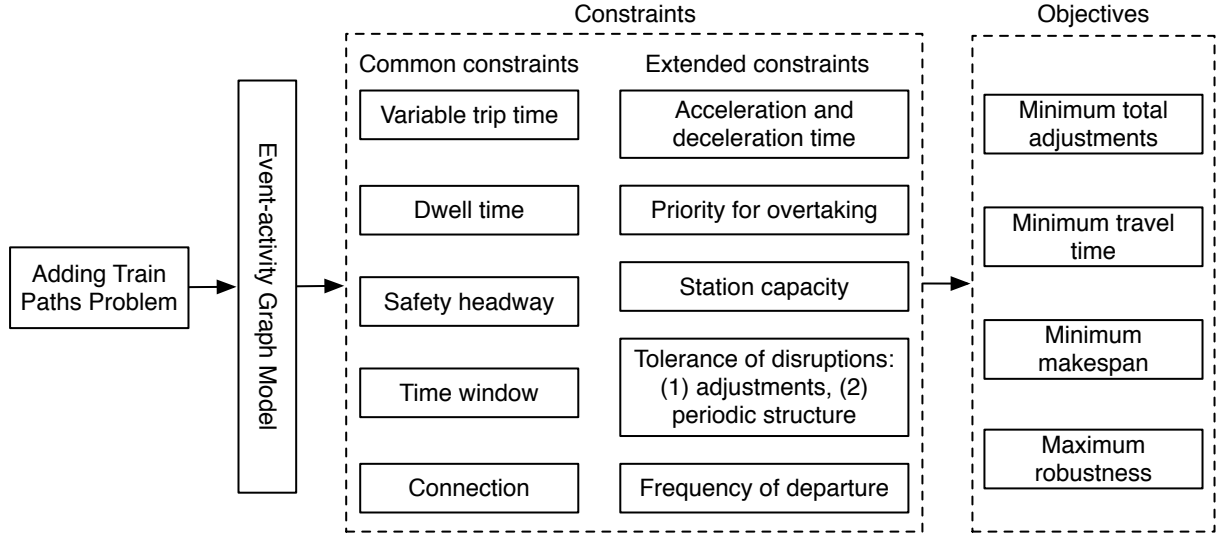 Constraints
Objectives
Common constraints
Extended constraints
Adding Train
Paths Problem
Event-activity Graph Model
Variable trip time
Dwell time
Safety headway
Time window
Connection
Acceleration and
deceleration time
Priority for overtaking
Station capacity
Tolerance of disruptions:
(1) adjustments, (2)
periodic structure
Frequency of departure
Minimum total
adjustments
Minimum travel
time
Minimum
makespan
Maximum
robustness